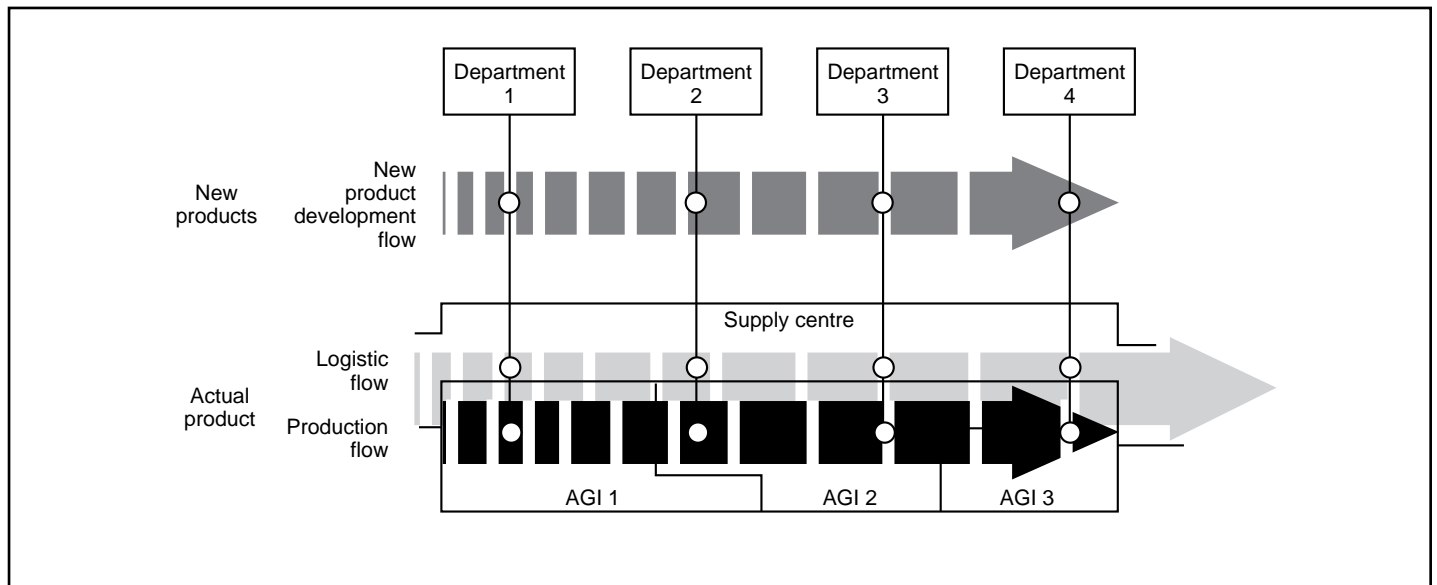 Department
1
Department
2
Department
3
Department
4
New
products
New
product
development
flow
Supply centre
Logistic
flow
Actual
product
Production
flow
AGI 1
AGI 2
AGI 3